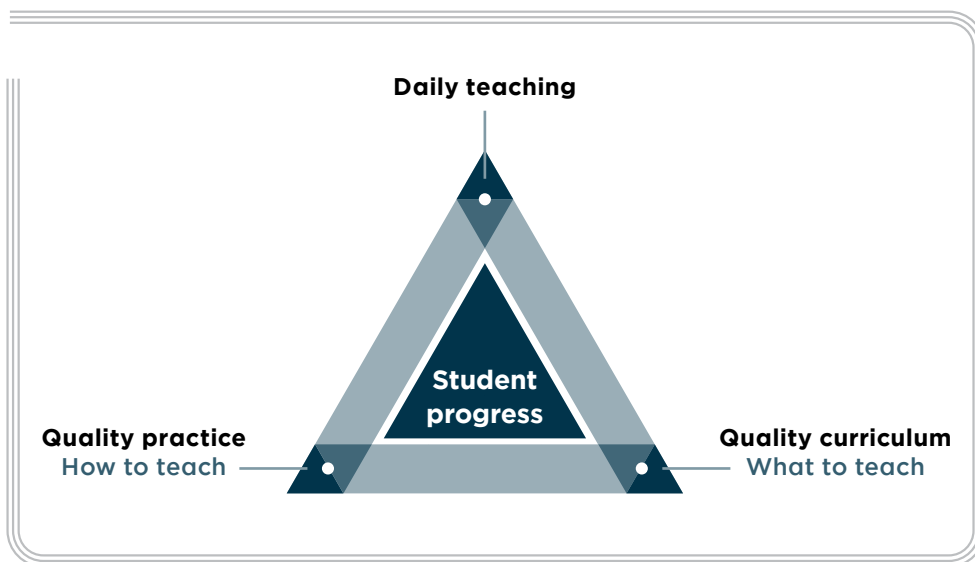 Daily teaching
Student
progress
Quality practice
How to teach
Quality curriculum
What to teach